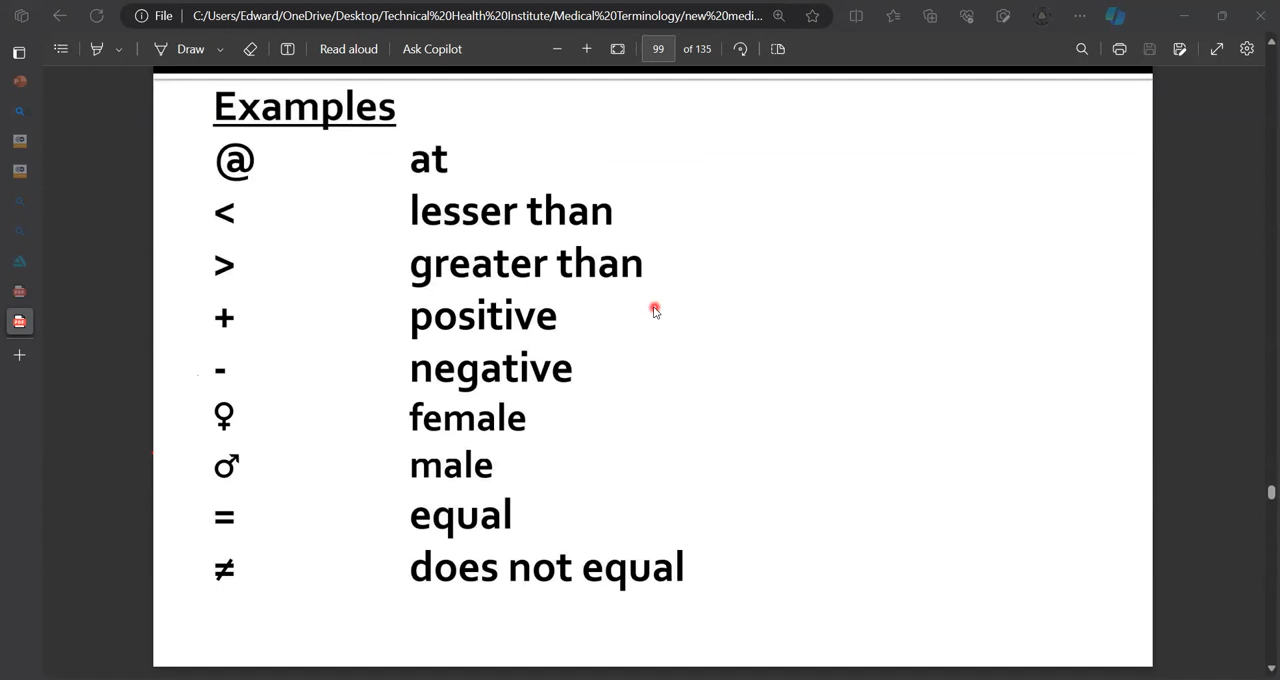 File C:/Users/Edward/OneDrive/Desktop/Technical%20Health%20Institute/Medical%20Terminology/new%20medi...
Draw Read aloud Ask Copilot 99 of 135
Examples
@ at
< lesser than
> greater than
+ positive
- negative
♀ female
♂ male
= equal
≠ does not equal